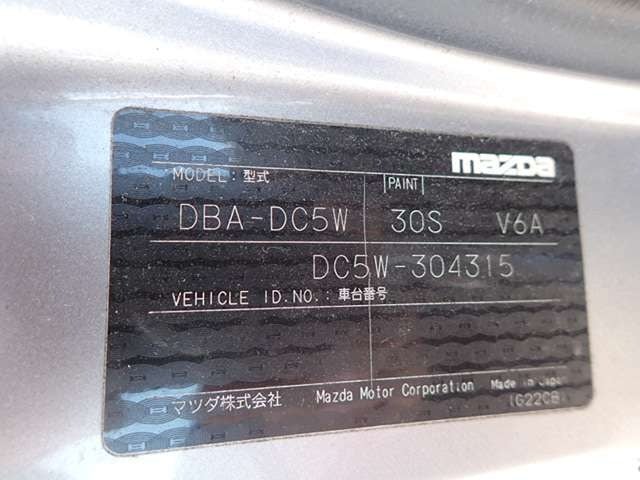 mazda
MODEL:型式 PAINT
DBA-DC5W 30S V6A
DC5W-304315
VEHICLE ID.NO.:車台番号
マツダ株式会社 Mazda Motor Corporation Made in Japan